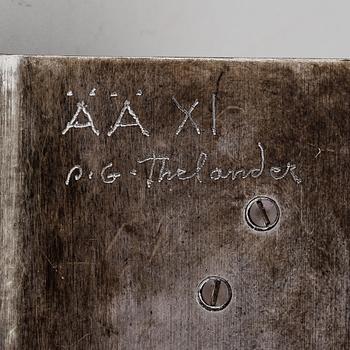 ÄÄ XI
P.G. Thelander